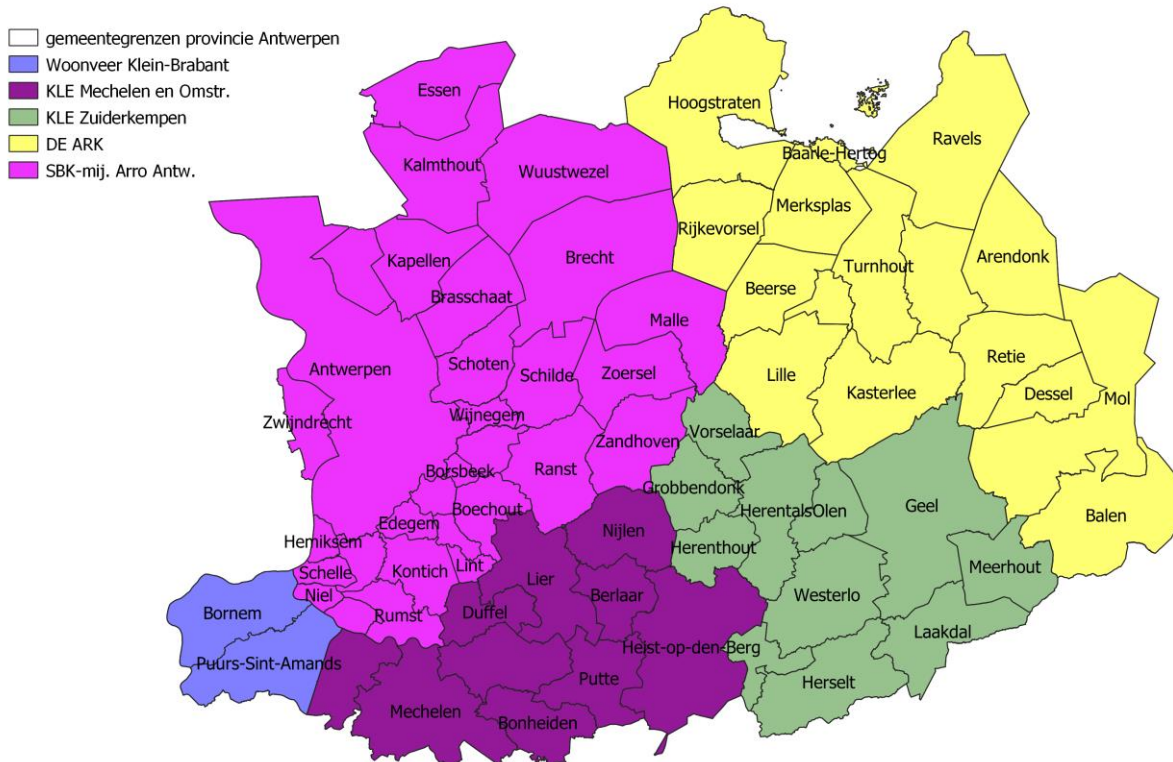 gemeentegrenzen provincie Antwerpen
Woonveer Klein-Brabant
KLE Mechelen en Omstr.
KLE Zuiderkempen
DE ARK
SBK-mij. Arro Antw.
Essen
Hoogstraten
Ravels
Kalmthout
Baarle-Hertog
Wuustwezel
Merksplas
Rijkevorsel
Kapellen
Brecht
Arendonk
Turnhout
Brasschaat
Beerse
Malle
Retie
Antwerpen
Schoten
Schilde
Zoersel
Lille
Kasterlee
Dessel
Mol
Zwijndrecht
Wijnegem
Vorselaar
Zandhoven
Borsbeek
Ranst
Grobbendonk
Geel
Boechout
Herentals
Olen
Balen
Edegem
Nijlen
Hemiksem
Herenthout
Lint
Meerhout
Schelle
Kontich
Lier
Niel
Berlaar
Westerlo
Bornem
Rumst
Duffel
Laakdal
Heist-op-den-Berg
Puurs-Sint-Amands
Putte
Herselt
Mechelen
Bonheiden